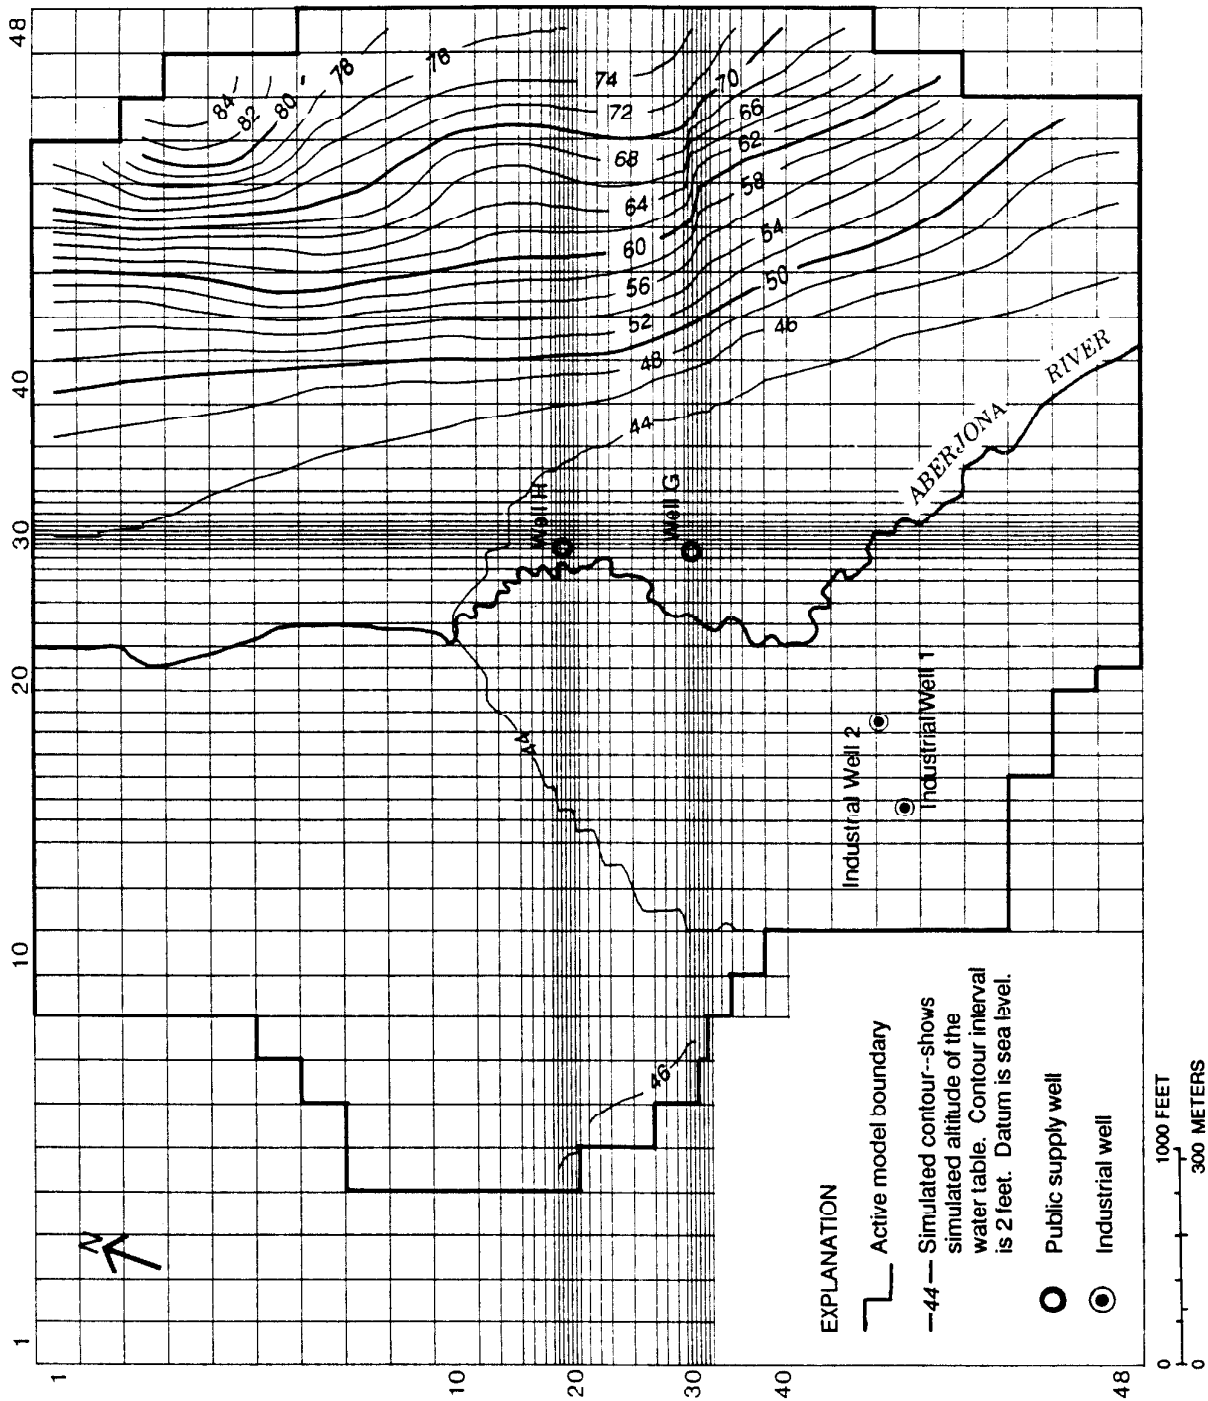 48
40
30
20
10
1
1
10
20
30
40
48
84
82
80
78
78
74
72
70
68
66
64
62
60
58
56
54
52
50
48
46
44
44
46
ABERJONA RIVER
Well H
Well G
Industrial Well 2
Industrial Well 1
N
EXPLANATION
Active model boundary
—44— Simulated contour--shows
simulated altitude of the
water table. Contour interval
is 2 feet. Datum is sea level.
Public supply well
Industrial well
0 1000 FEET
0 300 METERS